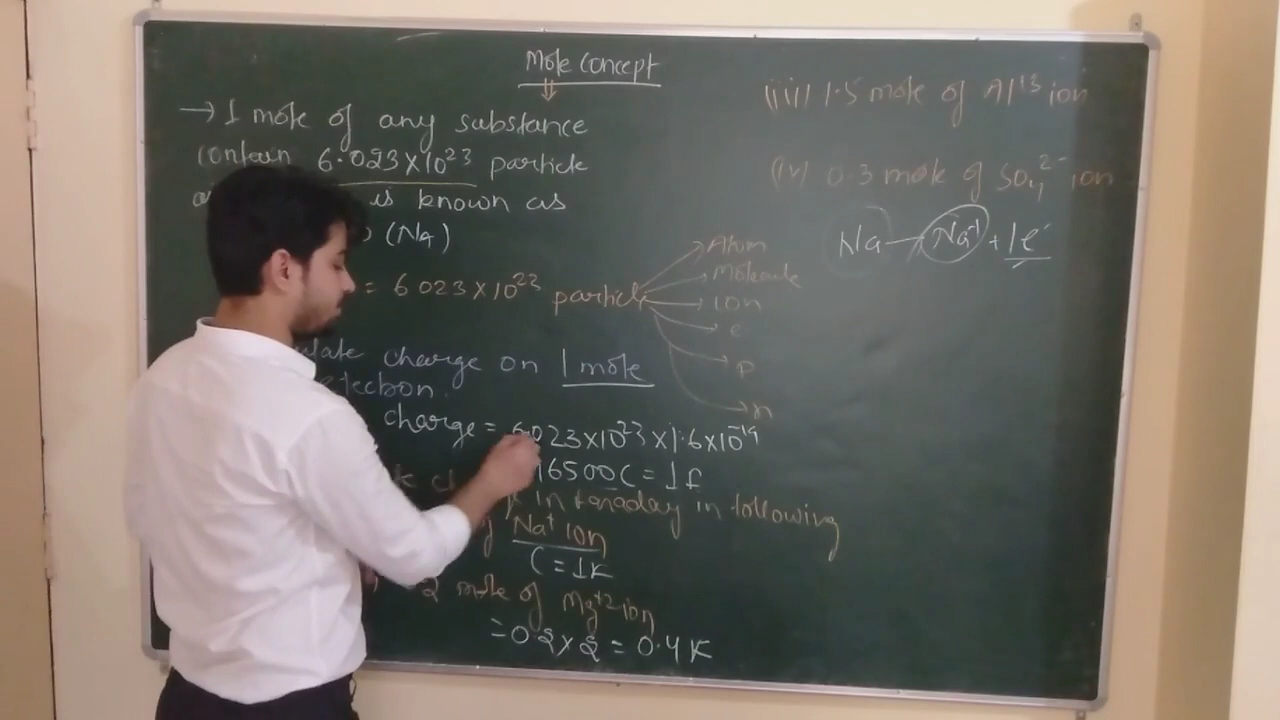 Mole Concept
→ 1 mole of any substance
contain 6.023×10²³ particle
is known as
(NA)
= 6.023×10²³ particle
Atom
Molecule
ion
e
p
n
charge on 1 mole
charge = 6.023×10²³ × 1.6×10⁻¹⁹
6500C = 1F
in faraday in following
Na⁺ ion
C = 1F
2 mole of Mg⁺² ion
= 0.2 × 2 = 0.4 F
(iii) 1.5 mole of Al⁺³ ion
(iv) 0.3 mole of SO₄²⁻ ion
Na → Na⁺¹ + 1e⁻